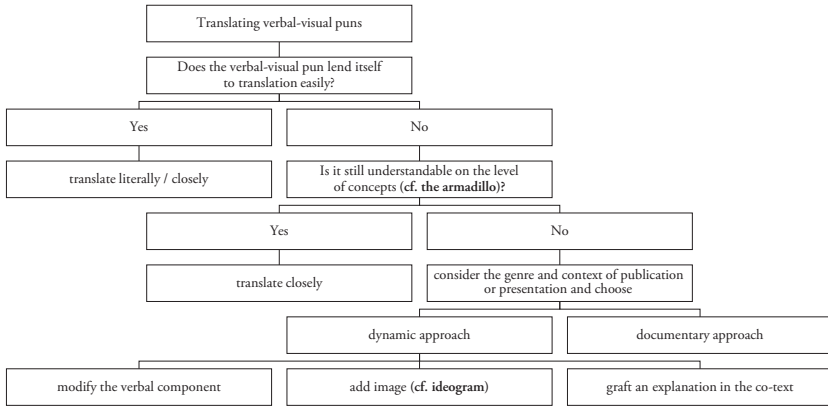 Translating verbal-visual puns
Does the verbal-visual pun lend itself
to translation easily?
Yes
No
translate literally / closely
Is it still understandable on the level
of concepts (cf. the armadillo)?
Yes
No
translate closely
consider the genre and context of publication
or presentation and choose
dynamic approach
documentary approach
modify the verbal component
add image (cf. ideogram)
graft an explanation in the co-text